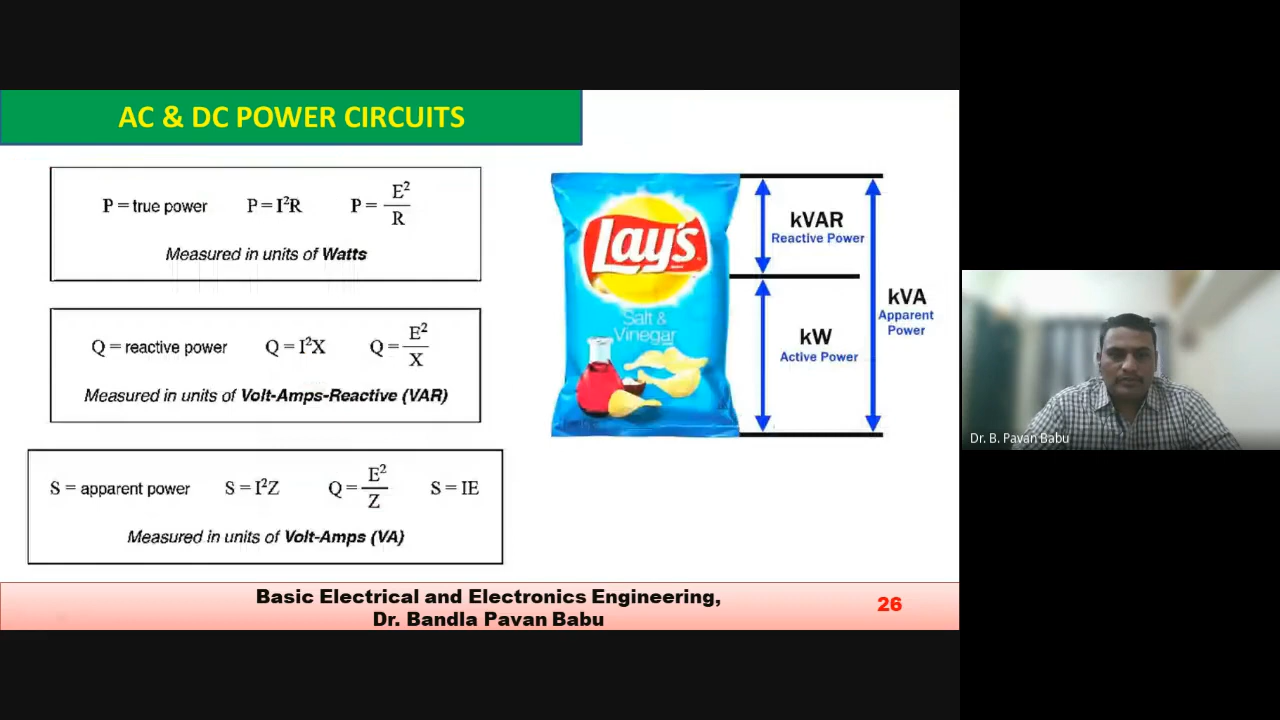 AC & DC POWER CIRCUITS
P = true power P = I²R P = E²/R
Measured in units of Watts
Q = reactive power Q = I²X Q = E²/X
Measured in units of Volt-Amps-Reactive (VAR)
S = apparent power S = I²Z Q = E²/Z S = IE
Measured in units of Volt-Amps (VA)
Lay's
Salt &
Vinegar
kVAR
Reactive Power
kW
Active Power
kVA
Apparent
Power
Basic Electrical and Electronics Engineering,
Dr. Bandla Pavan Babu
26
Dr. B. Pavan Babu